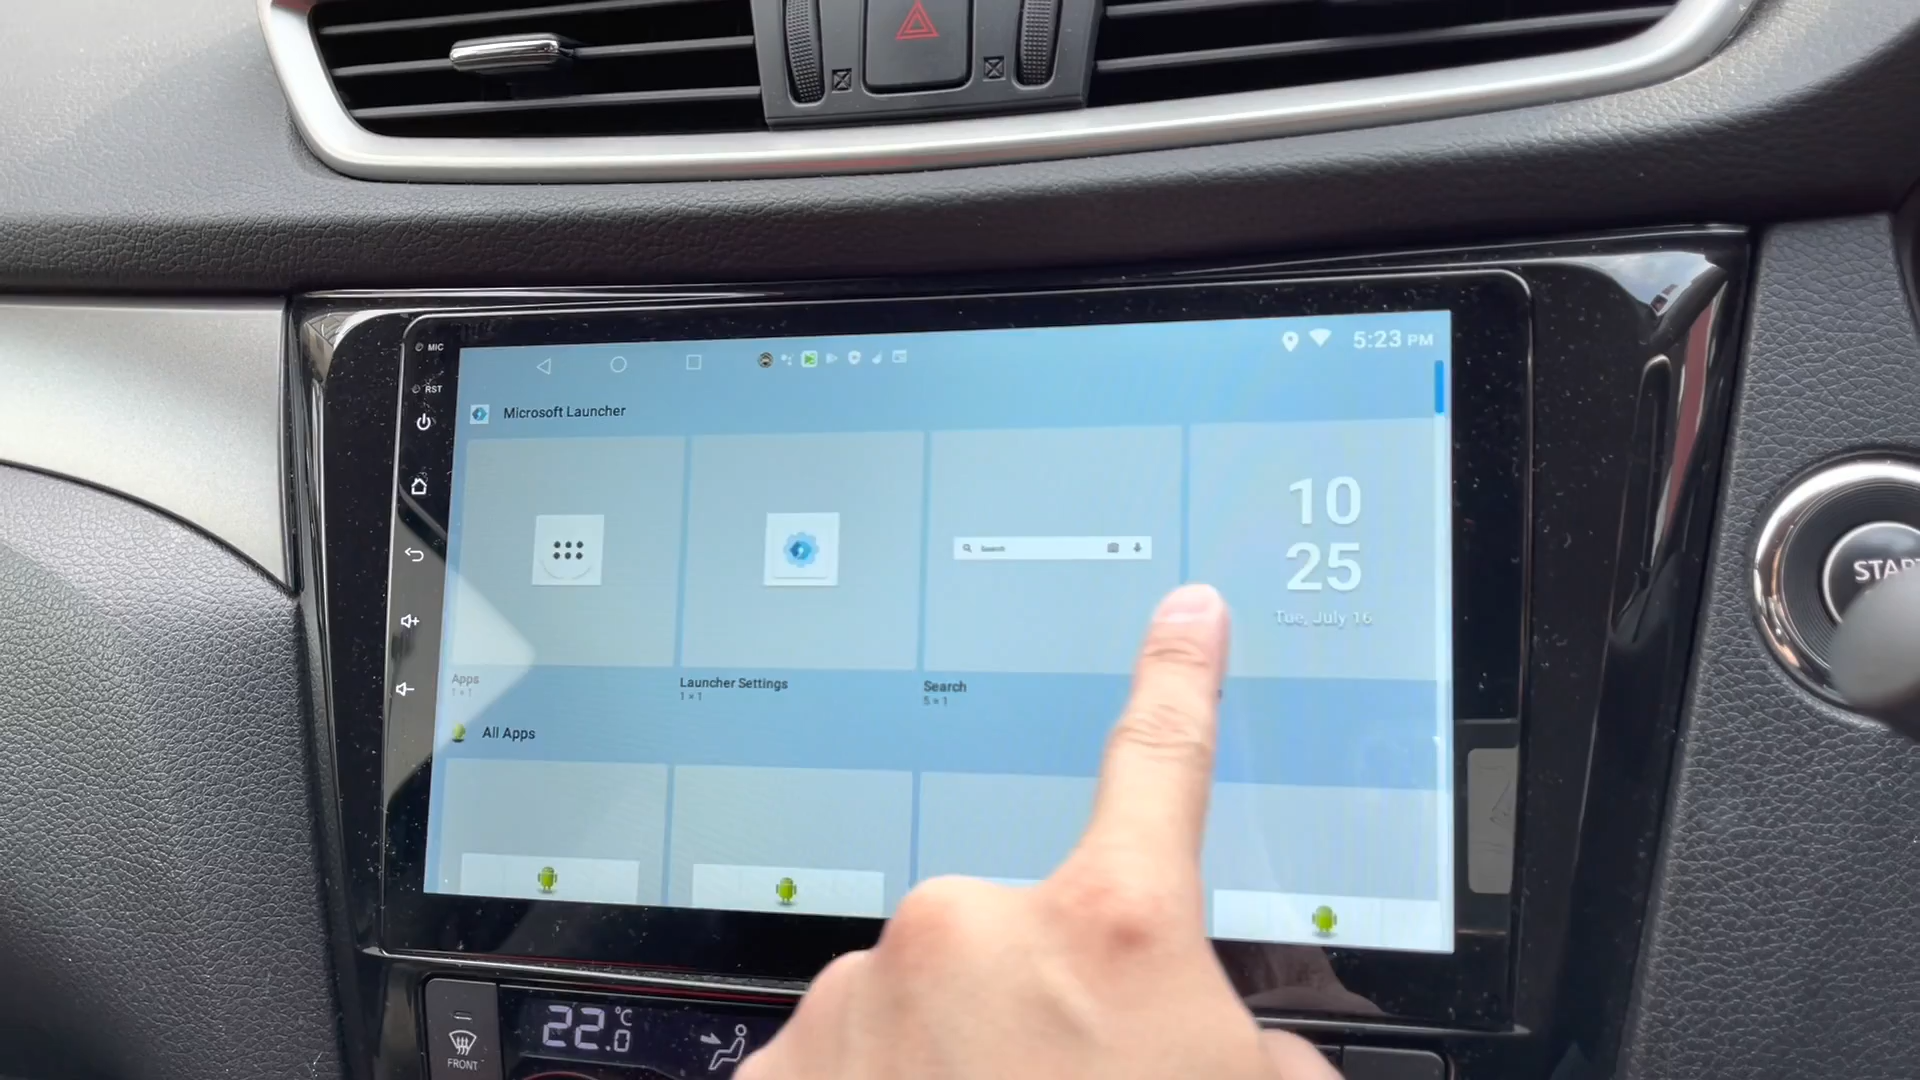 MIC
5:23 PM
RST
Microsoft Launcher
Search
10
25
Tue, July 16
Apps
1 × 1
Launcher Settings
1 × 1
Search
5 × 1
All Apps
START
22.0 °C
FRONT